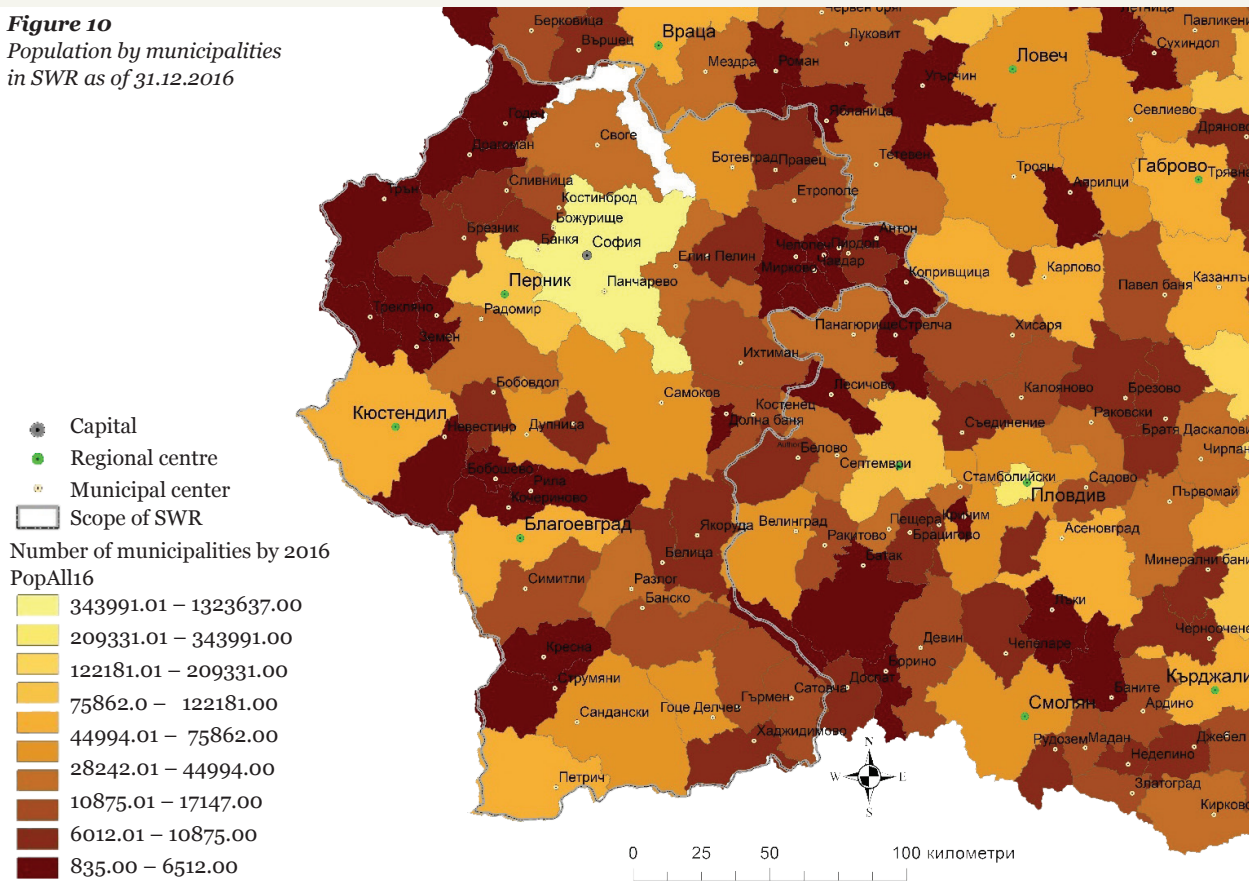 Figure 10
Population by municipalities
in SWR as of 31.12.2016
Capital
Regional centre
Municipal center
Scope of SWR
Number of municipalities by 2016
PopAll16
343991.01 – 1323637.00
209331.01 – 343991.00
122181.01 – 209331.00
75862.0 – 122181.00
44994.01 – 75862.00
28242.01 – 44994.00
10875.01 – 17147.00
6012.01 – 10875.00
835.00 – 6512.00
Берковица
Вършец
Враца
Луковит
Ловеч
Летница
Павликени
Сухиндол
Мездра
Роман
Угърчин
Червен бряг
Годеч
Своге
Ябланица
Севлиево
Дряново
Драгоман
Ботевград
Правец
Тетевен
Троян
Габрово
Трявна
Трън
Сливница
Костинброд
Етрополе
Априлци
Божурище
Брезник
Банкя
София
Антон
Челопеч
Пирдоп
Елин Пелин
Чавдар
Мирково
Копривщица
Карлово
Перник
Панчарево
Павел баня
Казанлък
Трекляно
Радомир
Земен
Панагюрище
Стрелча
Хисаря
Ихтиман
Бобовдол
Самоков
Лесичово
Калояново
Брезово
Кюстендил
Костенец
Долна баня
Раковски
Невестино
Дупница
Съединение
Братя Даскалови
Чирпан
Белово
Септември
Бобошево
Рила
Кочериново
Стамболийски
Садово
Пловдив
Първомай
Благоевград
Якоруда
Велинград
Пещера
Кричим
Ракитово
Брацигово
Асеновград
Белица
Батак
Минерални бани
Симитли
Разлог
Банско
Лъки
Девин
Чепеларе
Черноочене
Кресна
Струмяни
Доспат
Бррино
Сатовча
Гърмен
Баните
Кърджали
Ардино
Сандански
Гоце Делчев
Смолян
Хаджидимово
Рудозем
Мадан
Джебел
Неделино
Петрич
Златоград
Кирково
N
W
E
S
0 25 50 100 километри